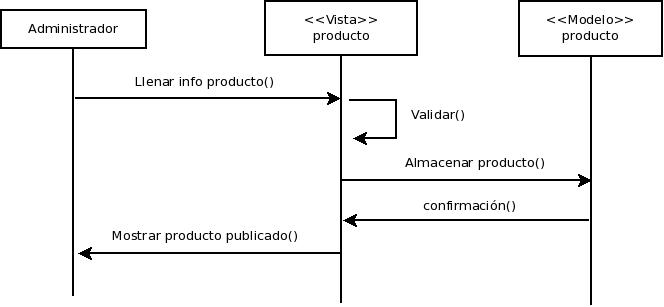 Administrador
<<Vista>>
producto
<<Modelo>>
producto
Llenar info producto()
Validar()
Almacenar producto()
confirmación()
Mostrar producto publicado()